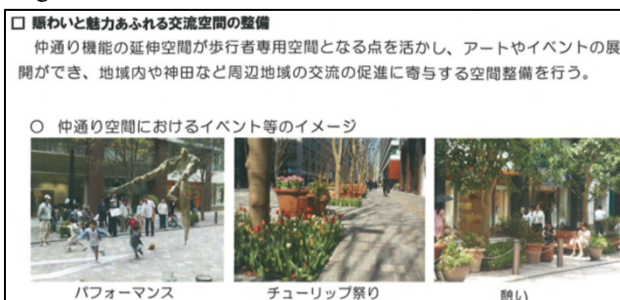 □ 賑わいと魅力あふれる交流空間の整備
仲通り機能の延伸空間が歩行者専用空間となる点を活かし、アートやイベントの展
開ができ、地域内や神田など周辺地域の交流の促進に寄与する空間整備を行う。
○ 仲通り空間におけるイベント等のイメージ
パフォーマンス
チューリップ祭り
憩い